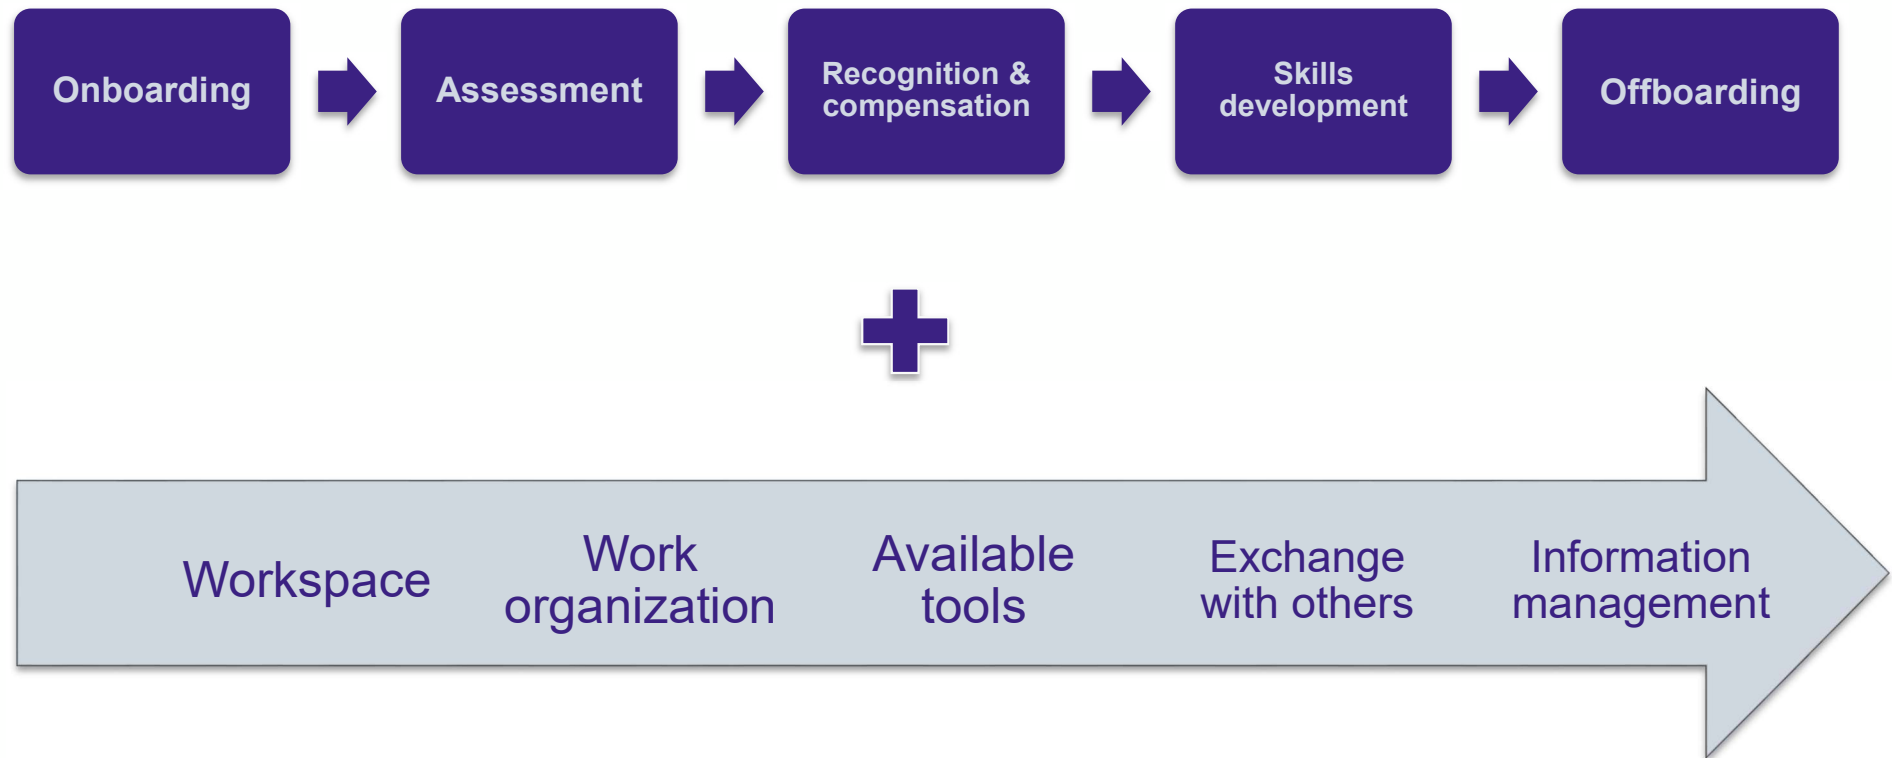 Onboarding
Assessment
Recognition &
compensation
Skills
development
Offboarding
Workspace
Work
organization
Available
tools
Exchange
with others
Information
management